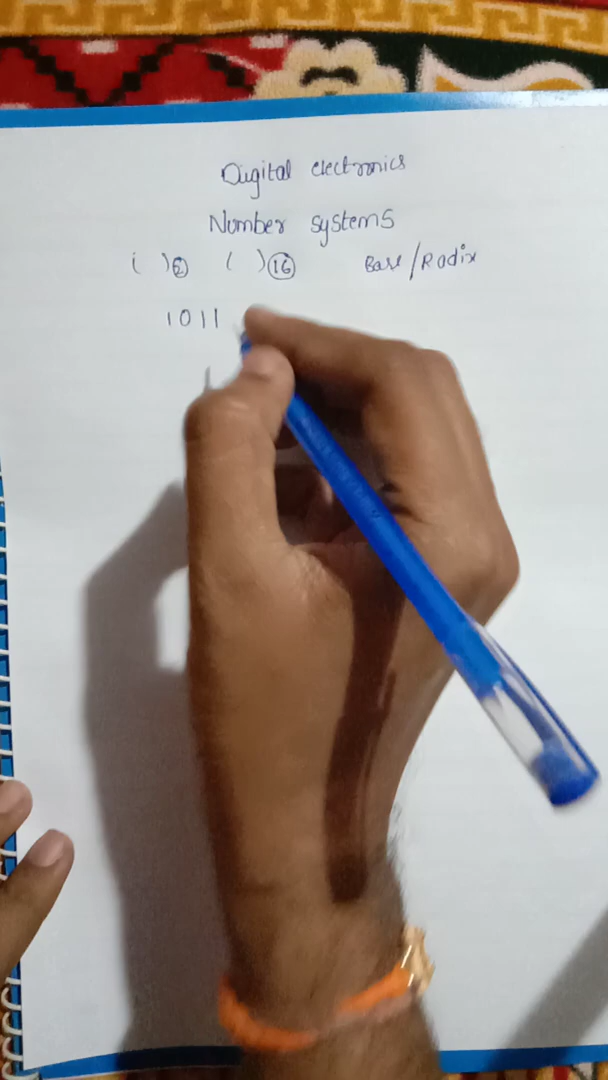 Digital electronics
Number systems
( )2 ( )16 Base/Radix
1011